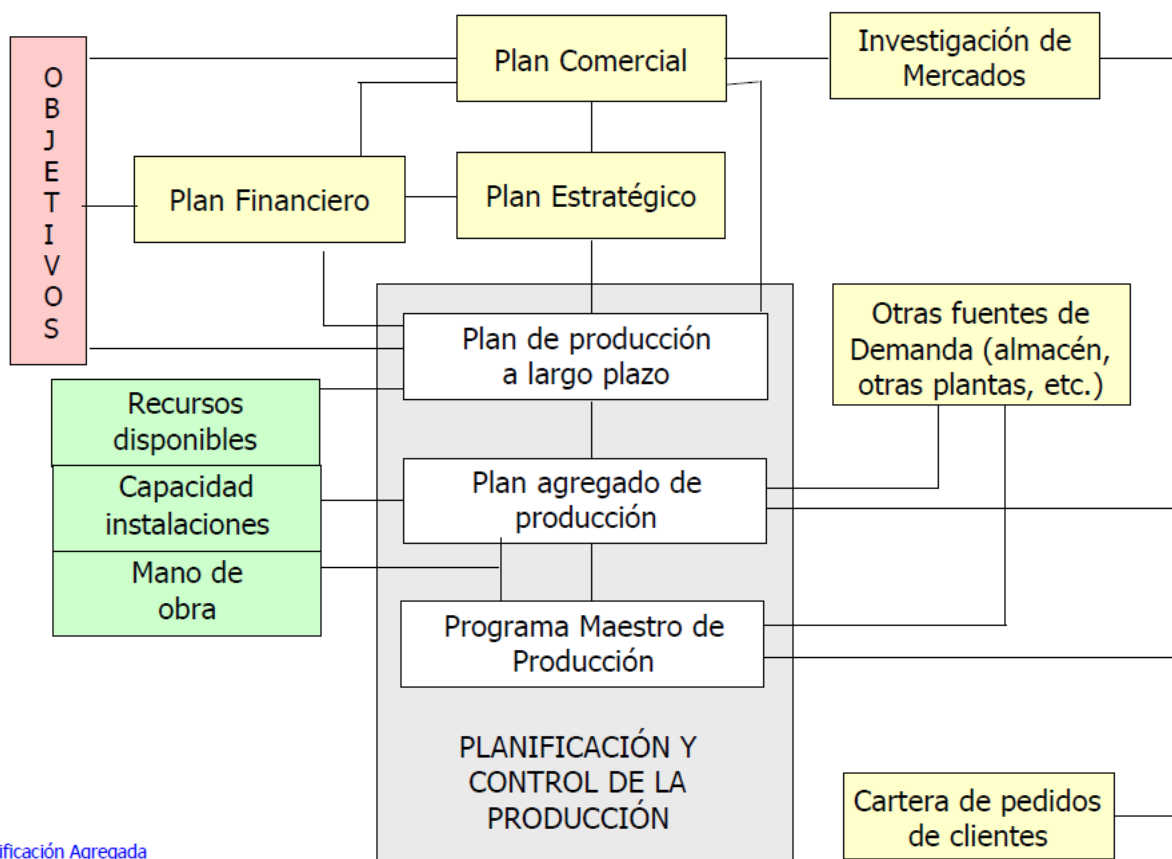 O
B
J
E
T
I
V
O
S
Plan Comercial
Investigación de
Mercados
Plan Financiero
Plan Estratégico
Plan de producción
a largo plazo
Otras fuentes de
Demanda (almacén,
otras plantas, etc.)
Recursos
disponibles
Capacidad
instalaciones
Mano de
obra
Plan agregado de
producción
Programa Maestro de
Producción
PLANIFICACIÓN Y
CONTROL DE LA
PRODUCCIÓN
Cartera de pedidos
de clientes
ificación Agregada